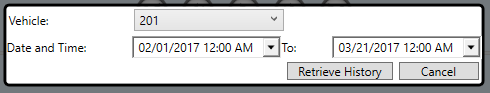 Vehicle: 201
Date and Time: 02/01/2017 12:00 AM To: 03/21/2017 12:00 AM
Retrieve History Cancel